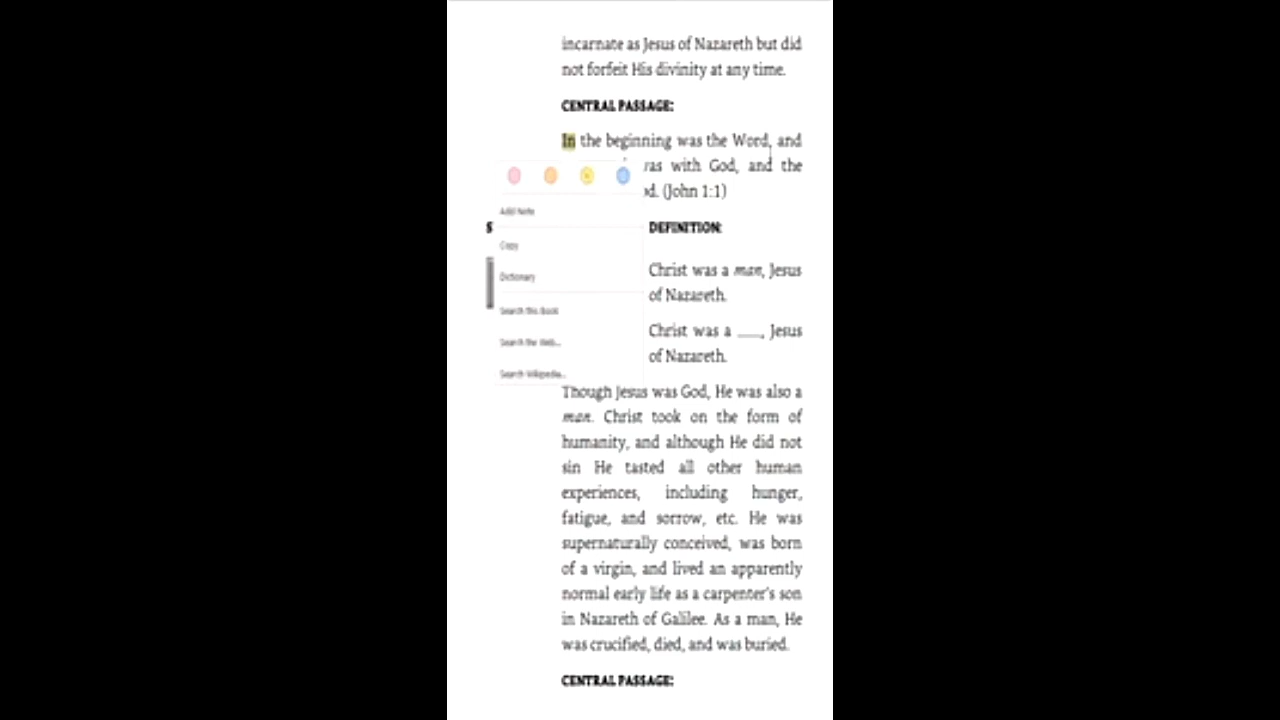 incarnate as Jesus of Nazareth but did
not forfeit His divinity at any time.
CENTRAL PASSAGE:
In the beginning was the Word, and
was with God, and the
(John 1:1)
Add Note
S
DEFINITION:
Copy
Christ was a man, Jesus
Dictionary
of Nazareth.
Search this Book
Christ was a ___, Jesus
Search the Web...
of Nazareth.
Search Wikipedia...
Though Jesus was God, He was also a
man. Christ took on the form of
humanity, and although He did not
sin He tasted all other human
experiences, including hunger,
fatigue, and sorrow, etc. He was
supernaturally conceived, was born
of a virgin, and lived an apparently
normal early life as a carpenter's son
in Nazareth of Galilee. As a man, He
was crucified, died, and was buried.
CENTRAL PASSAGE: